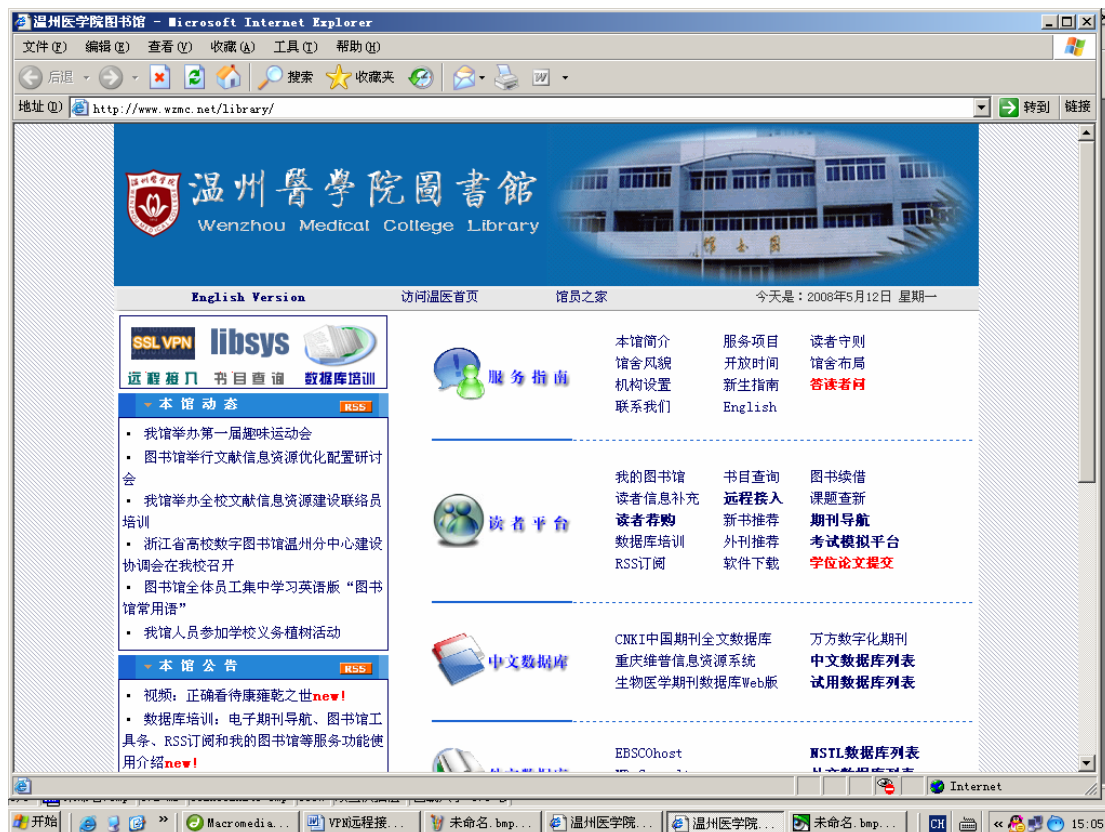 温州医学院图书馆 - Microsoft Internet Explorer
文件(F) 编辑(E) 查看(V) 收藏(A) 工具(T) 帮助(H)
后退 搜索 收藏夹
地址(D) http://www.wzmc.net/library/ 转到 链接
温州醫學院圖書館
Wenzhou Medical College Library
English Version 访问温医首页 馆员之家 今天是：2008年5月12日 星期一
SSL VPN libsys
远程接入 书目查询 数据库培训
本馆动态 RSS
我馆举办第一届趣味运动会
图书馆举行文献信息资源优化配置研讨
会
我馆举办全校文献信息资源建设联络员
培训
浙江省高校数字图书馆温州分中心建设
协调会在我校召开
图书馆全体员工集中学习英语版“图书
馆常用语”
我馆人员参加学校义务植树活动
本馆公告 RSS
视频：正确看待康雍乾之世new!
数据库培训：电子期刊导航、图书馆工
具条、RSS订阅和我的图书馆等服务功能使
用介绍new!
服务指南
本馆简介 服务项目 读者守则
馆舍风貌 开放时间 馆舍布局
机构设置 新生指南 答读者问
联系我们 English
读者平台
我的图书馆 书目查询 图书续借
读者信息补充 远程接入 课题查新
读者荐购 新书推荐 期刊导航
数据库培训 外刊推荐 考试模拟平台
RSS订阅 软件下载 学位论文提交
中文数据库
CNKI中国期刊全文数据库 万方数字化期刊
重庆维普信息资源系统 中文数据库列表
生物医学期刊数据库Web版 试用数据库列表
EBSCOhost NSTL数据库列表
Internet
开始 Macromedia... VPN远程接... 未命名.bmp... 温州医学院... 温州医学院... 未命名.bmp... CH 15:05